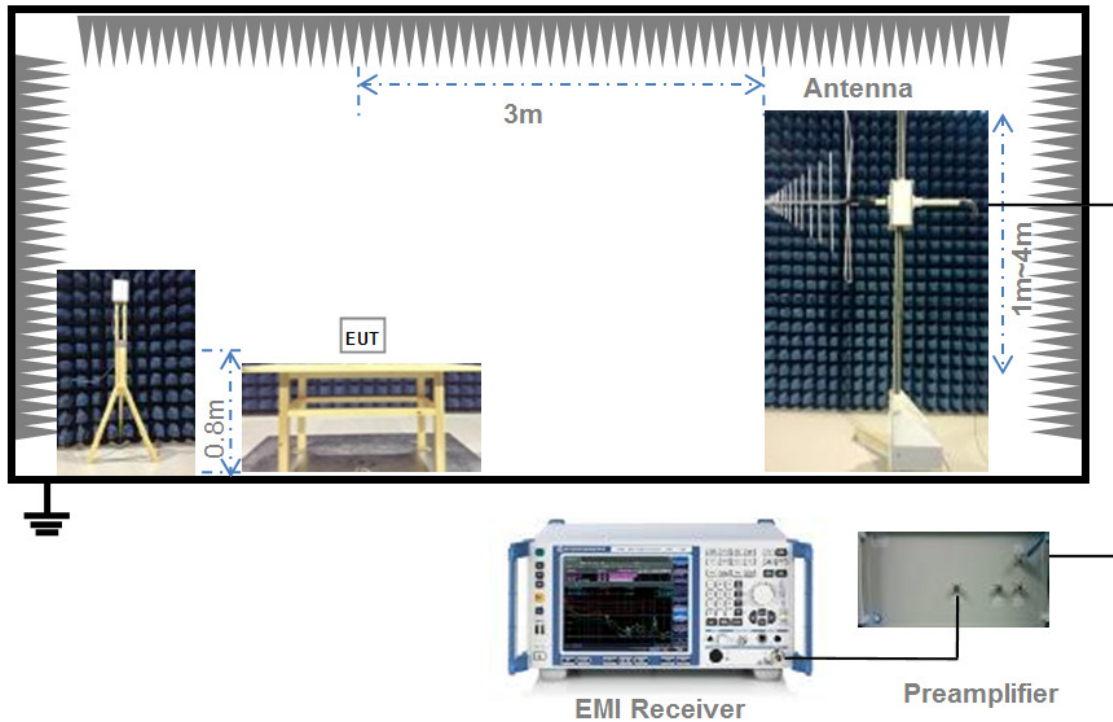 Antenna
3m
1m~4m
EUT
0.8m
EMI Receiver
Preamplifier